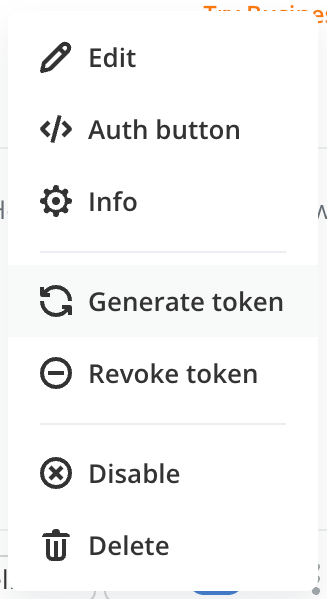 Edit
Auth button
Info
Generate token
Revoke token
Disable
Delete